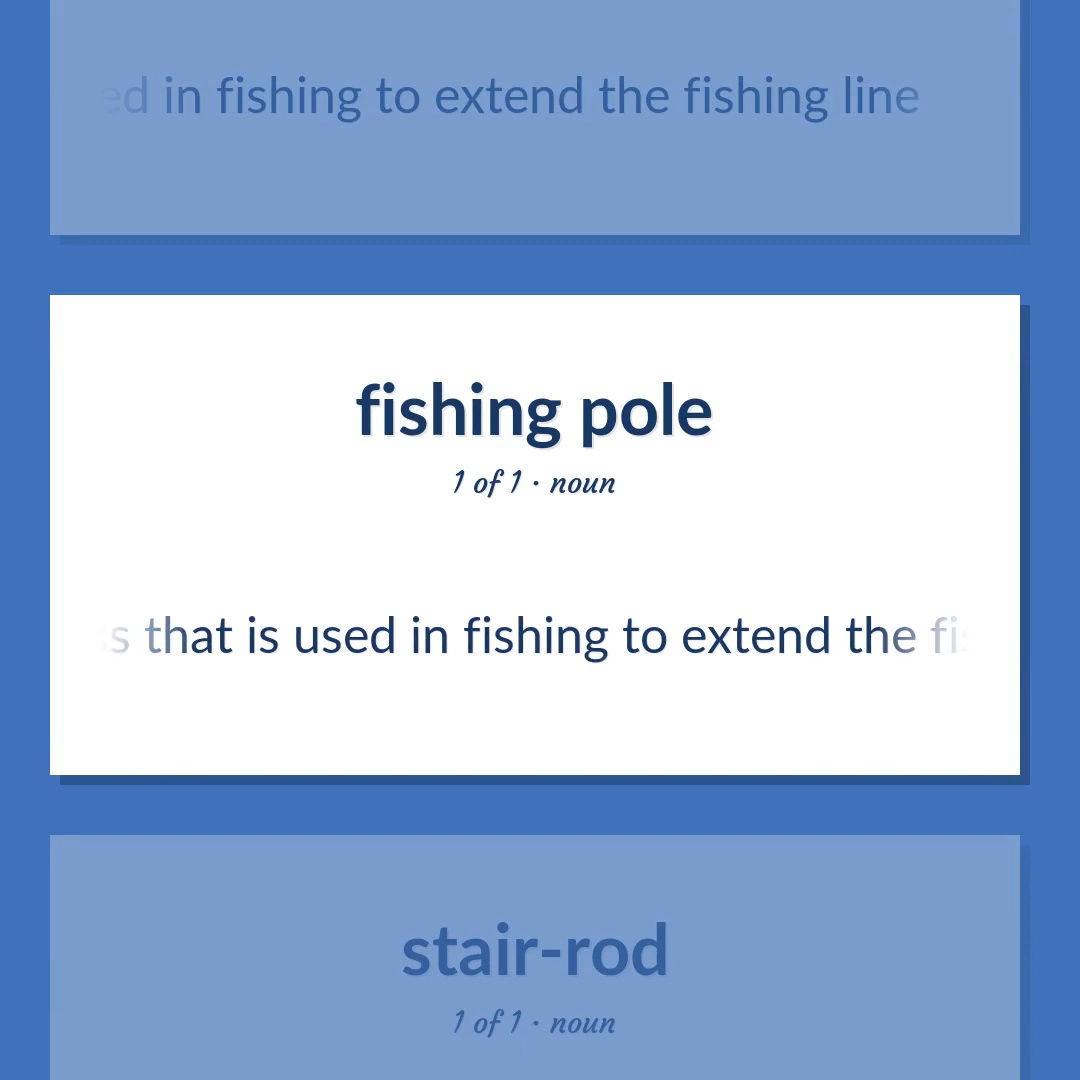 in fishing to extend the fishing line
fishing pole
1 of 1 · noun
that is used in fishing to extend the
stair-rod
1 of 1 · noun